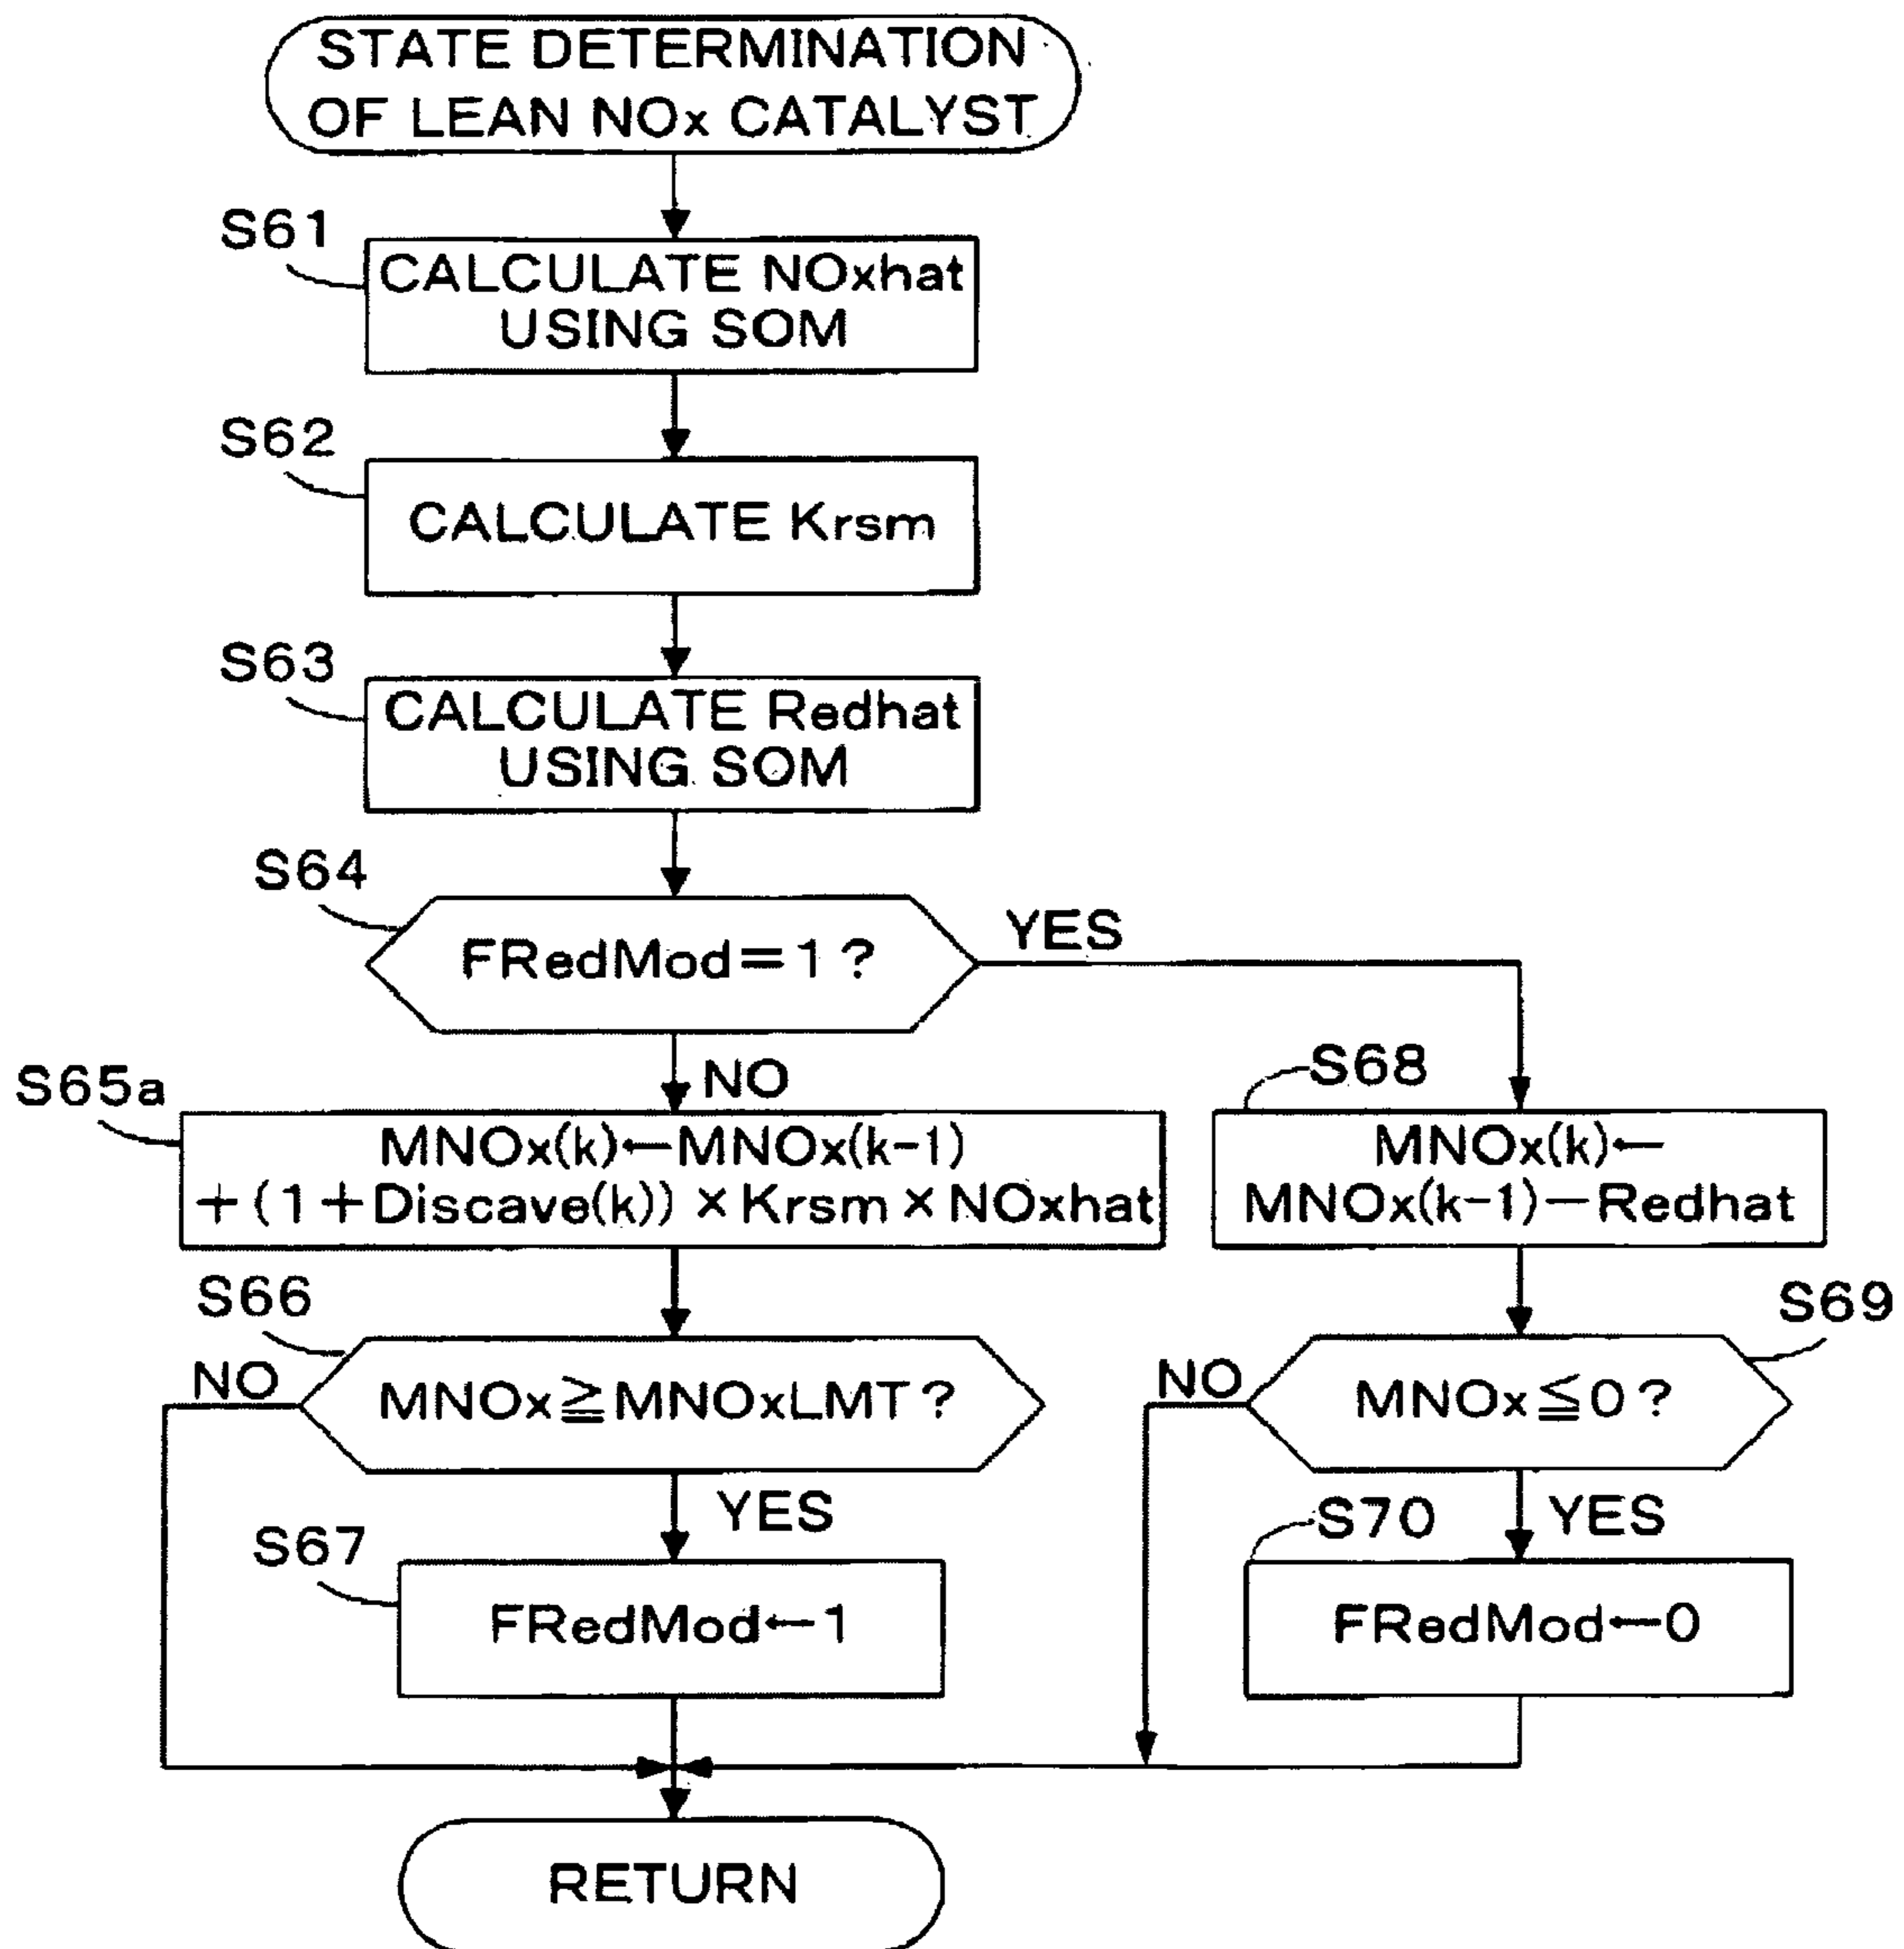 STATE DETERMINATION
OF LEAN NOx CATALYST
S61
CALCULATE NOxhat
USING SOM
S62
CALCULATE Krsm
S63
CALCULATE Redhat
USING SOM
S64
FRedMod=1?
YES
NO
S65a
MNOx(k)←MNOx(k-1)
+(1+Discave(k))×Krsm×NOxhat
S68
MNOx(k)←
MNOx(k-1)-Redhat
S66
NO
MNOx≧MNOxLMT?
YES
S69
NO
MNOx≦0?
YES
S67
FRedMod←1
S70
FRedMod←0
RETURN